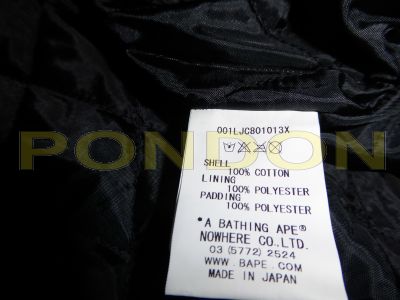 001LJC801013X
PONDON
SHELL
100% COTTON
LINING
100% POLYESTER
PADDING
100% POLYESTER
*A BATHING APE®
NOWHERE CO.,LTD.
03 (5772) 2524
WWW.BAPE.COM
MADE IN JAPAN